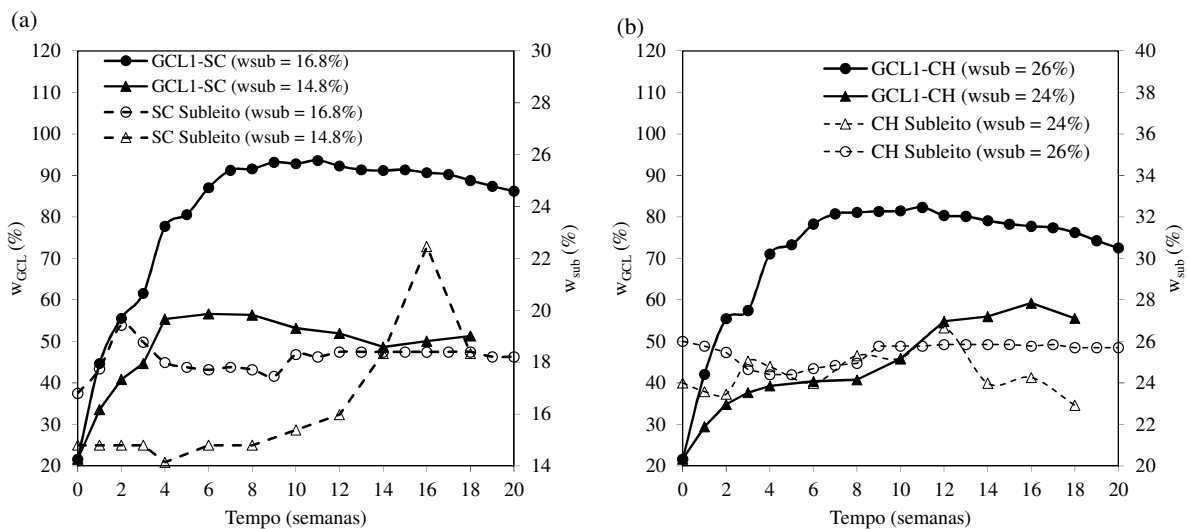 (a)
GCL1-SC (wsub = 16.8%)
GCL1-SC (wsub = 14.8%)
SC Subleito (wsub = 16.8%)
SC Subleito (wsub = 14.8%)
120
110
100
90
80
70
60
50
40
30
20
wGCL (%)
30
28
26
24
22
20
18
16
14
wsub (%)
0 2 4 6 8 10 12 14 16 18 20
Tempo (semanas)
(b)
GCL1-CH (wsub = 26%)
GCL1-CH (wsub = 24%)
CH Subleito (wsub = 24%)
CH Subleito (wsub = 26%)
120
110
100
90
80
70
60
50
40
30
20
wGCL (%)
40
38
36
34
32
30
28
26
24
22
20
wsub (%)
0 2 4 6 8 10 12 14 16 18 20
Tempo (semanas)